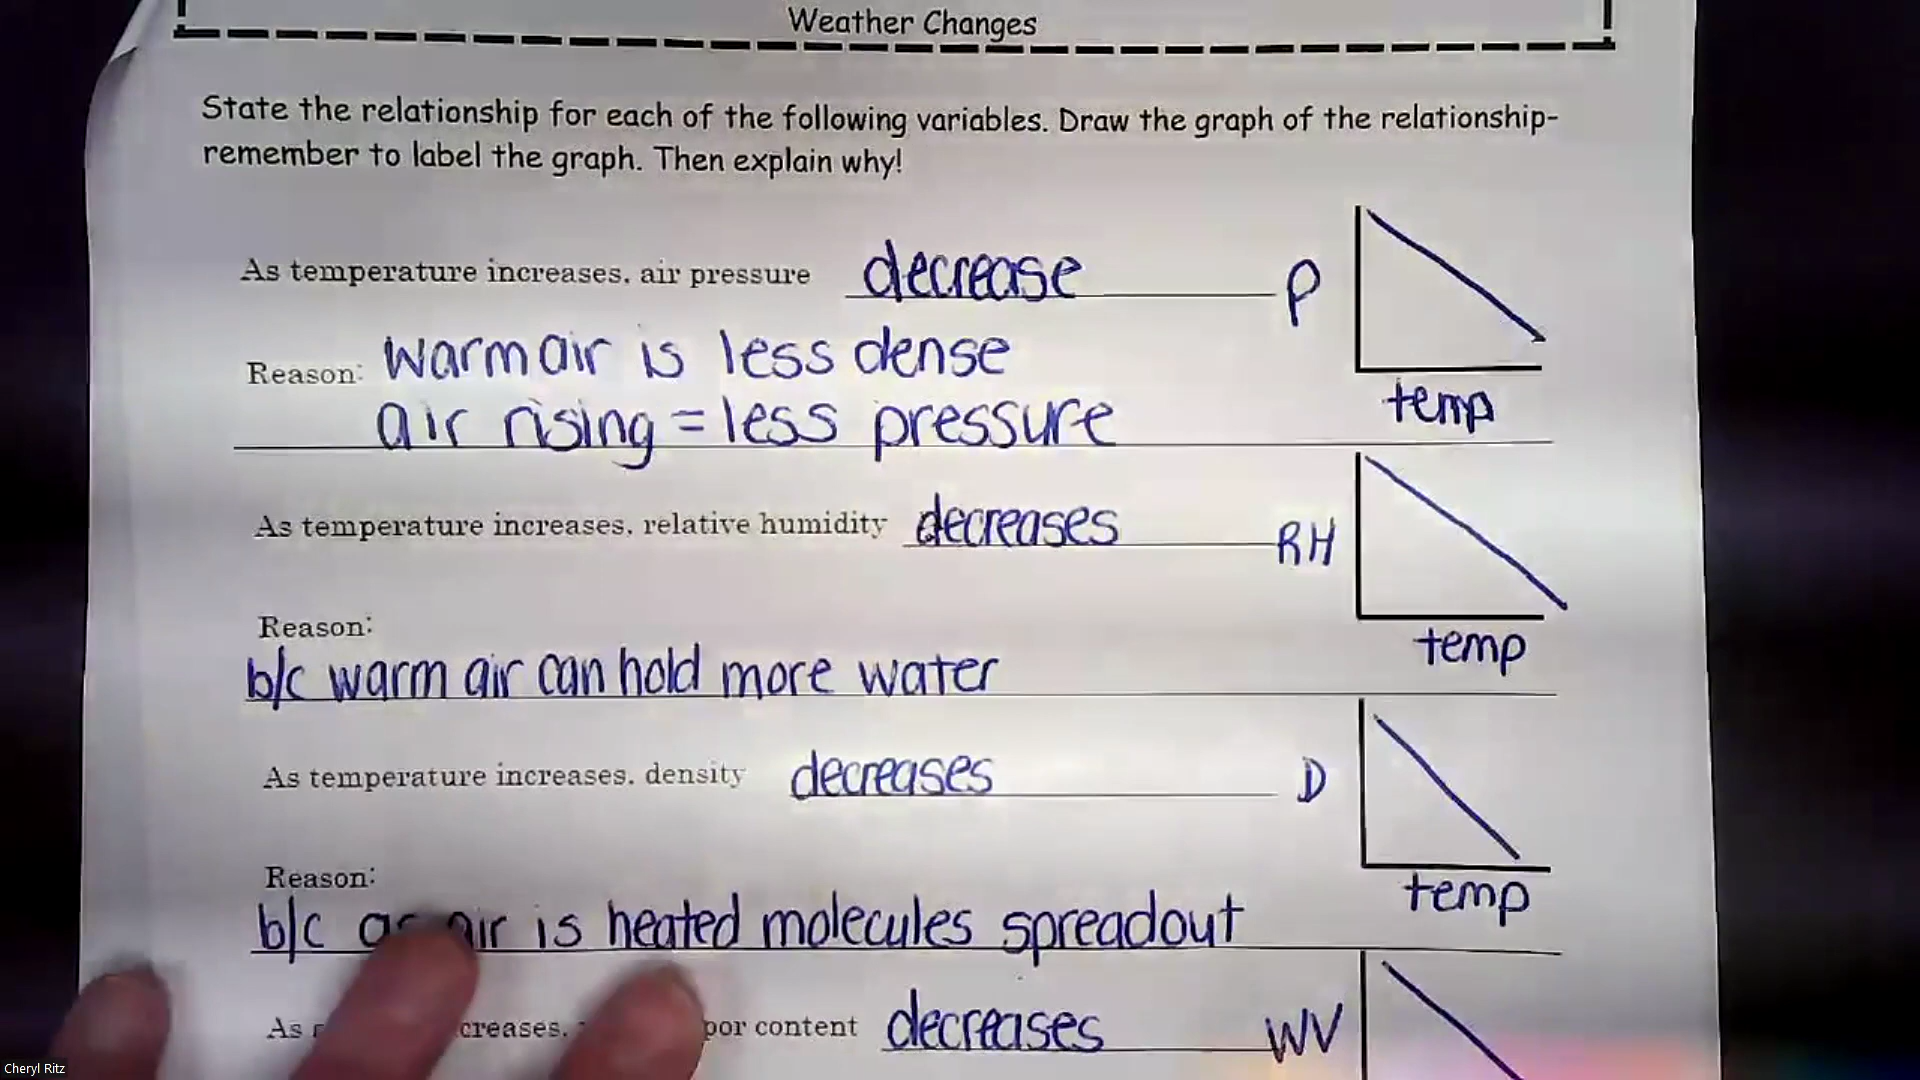 Weather Changes
State the relationship for each of the following variables. Draw the graph of the relationship-
remember to label the graph. Then explain why!
As temperature increases, air pressure decrease
P
temp
Reason: warm air is less dense
air rising = less pressure
As temperature increases, relative humidity decreases
RH
temp
Reason:
b/c warm air can hold more water
As temperature increases, density decreases
D
temp
Reason:
b/c as air is heated molecules spreadout
As creases, por content decreases
WV
Cheryl Ritz